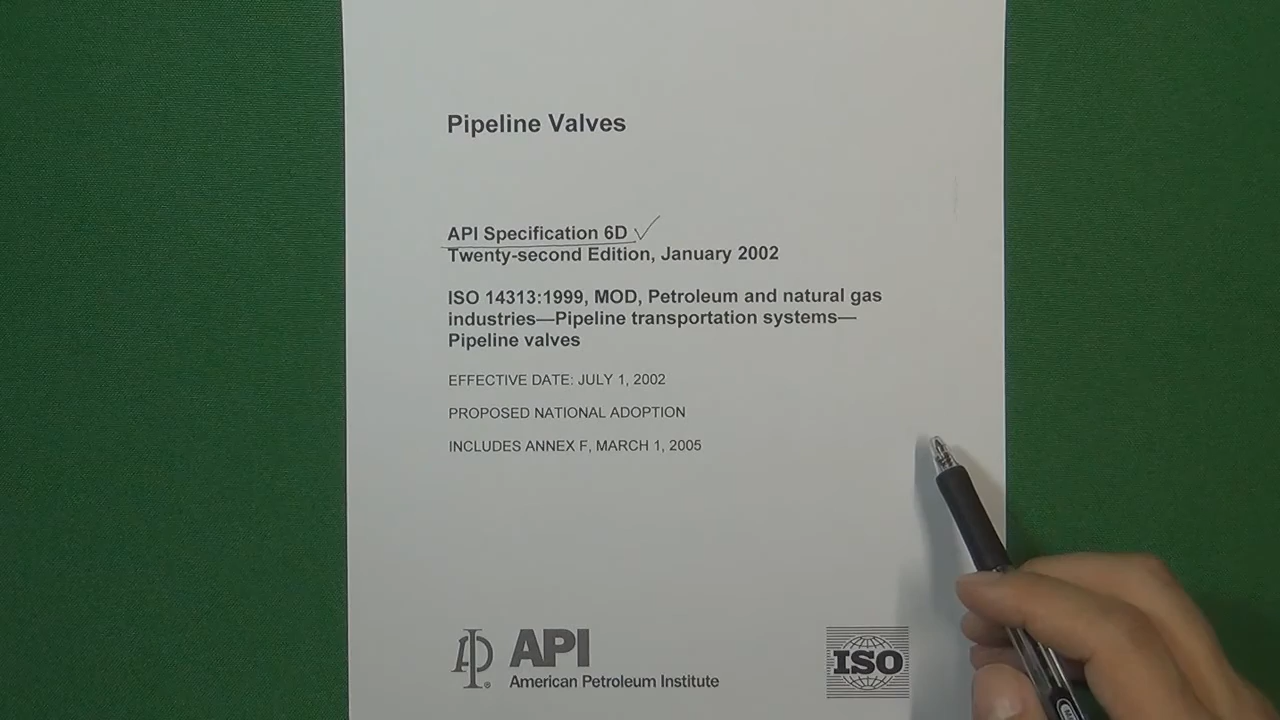 Pipeline Valves
API Specification 6D
Twenty-second Edition, January 2002
ISO 14313:1999, MOD, Petroleum and natural gas
industries—Pipeline transportation systems—
Pipeline valves
EFFECTIVE DATE: JULY 1, 2002
PROPOSED NATIONAL ADOPTION
INCLUDES ANNEX F, MARCH 1, 2005
API
American Petroleum Institute
ISO